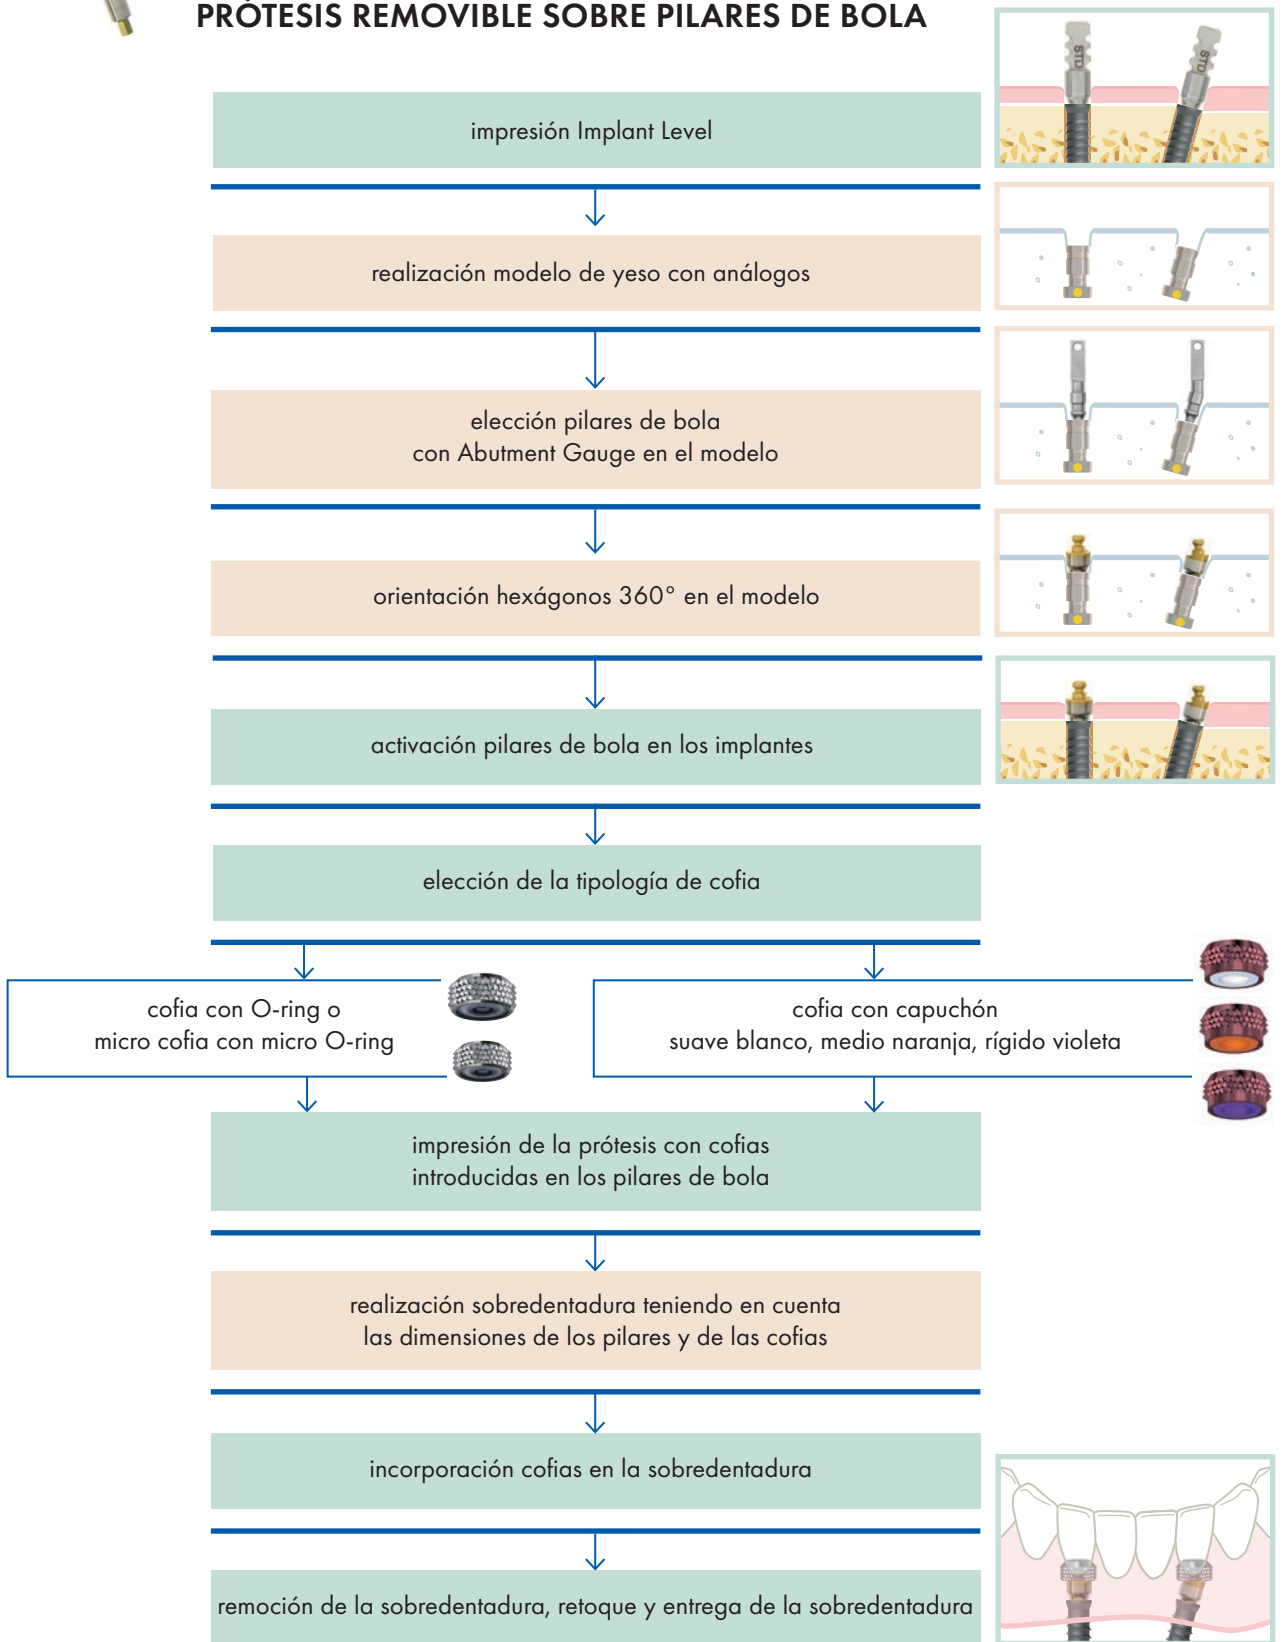 PRÓTESIS REMOVIBLE SOBRE PILARES DE BOLA
STD
STD
impresión Implant Level
realización modelo de yeso con análogos
elección pilares de bola
con Abutment Gauge en el modelo
orientación hexágonos 360° en el modelo
activación pilares de bola en los implantes
elección de la tipología de cofia
cofia con O-ring o
micro cofia con micro O-ring
cofia con capuchón
suave blanco, medio naranja, rígido violeta
impresión de la prótesis con cofias
introducidas en los pilares de bola
realización sobredentadura teniendo en cuenta
las dimensiones de los pilares y de las cofias
incorporación cofias en la sobredentadura
remoción de la sobredentadura, retoque y entrega de la sobredentadura